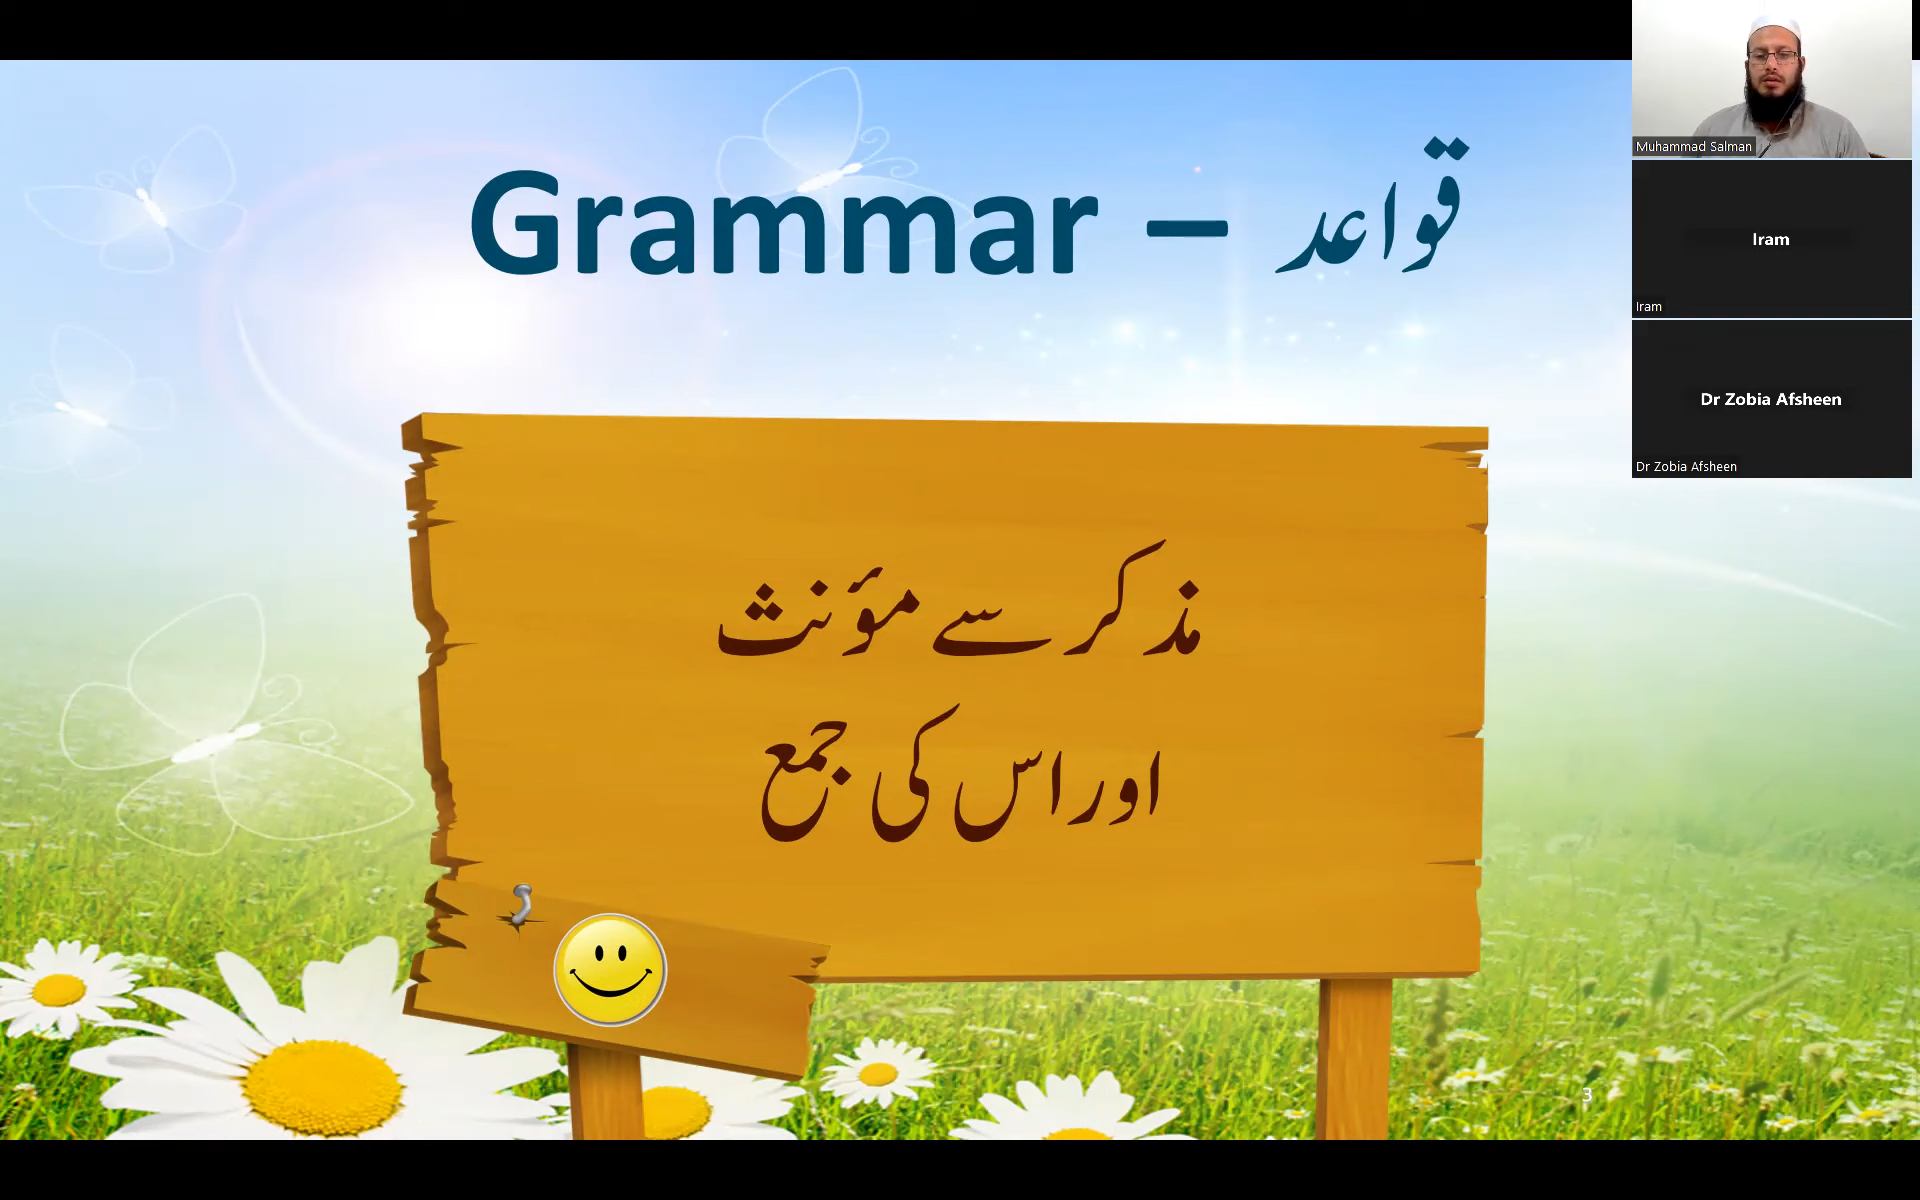 Grammar – قواعد
مذکر سے مؤنث
اور اس کی جمع
3
Muhammad Salman
Iram
Iram
Dr Zobia Afsheen
Dr Zobia Afsheen